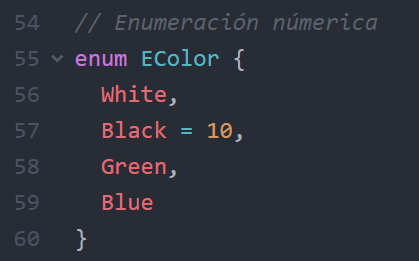 54 // Enumeración númerica
55 enum EColor {
56 White,
57 Black = 10,
58 Green,
59 Blue
60 }